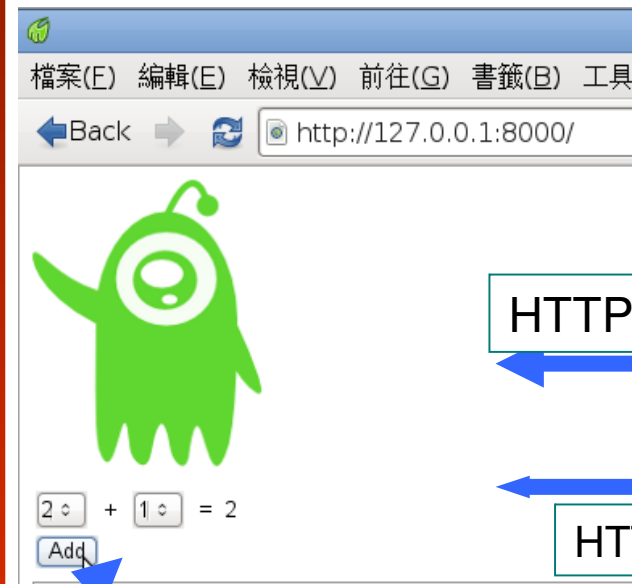 檔案(F) 編輯(E) 檢視(V) 前往(G) 書籤(B) 工具
Back http://127.0.0.1:8000/
HTTP
2 + 1 = 2
Add
HT